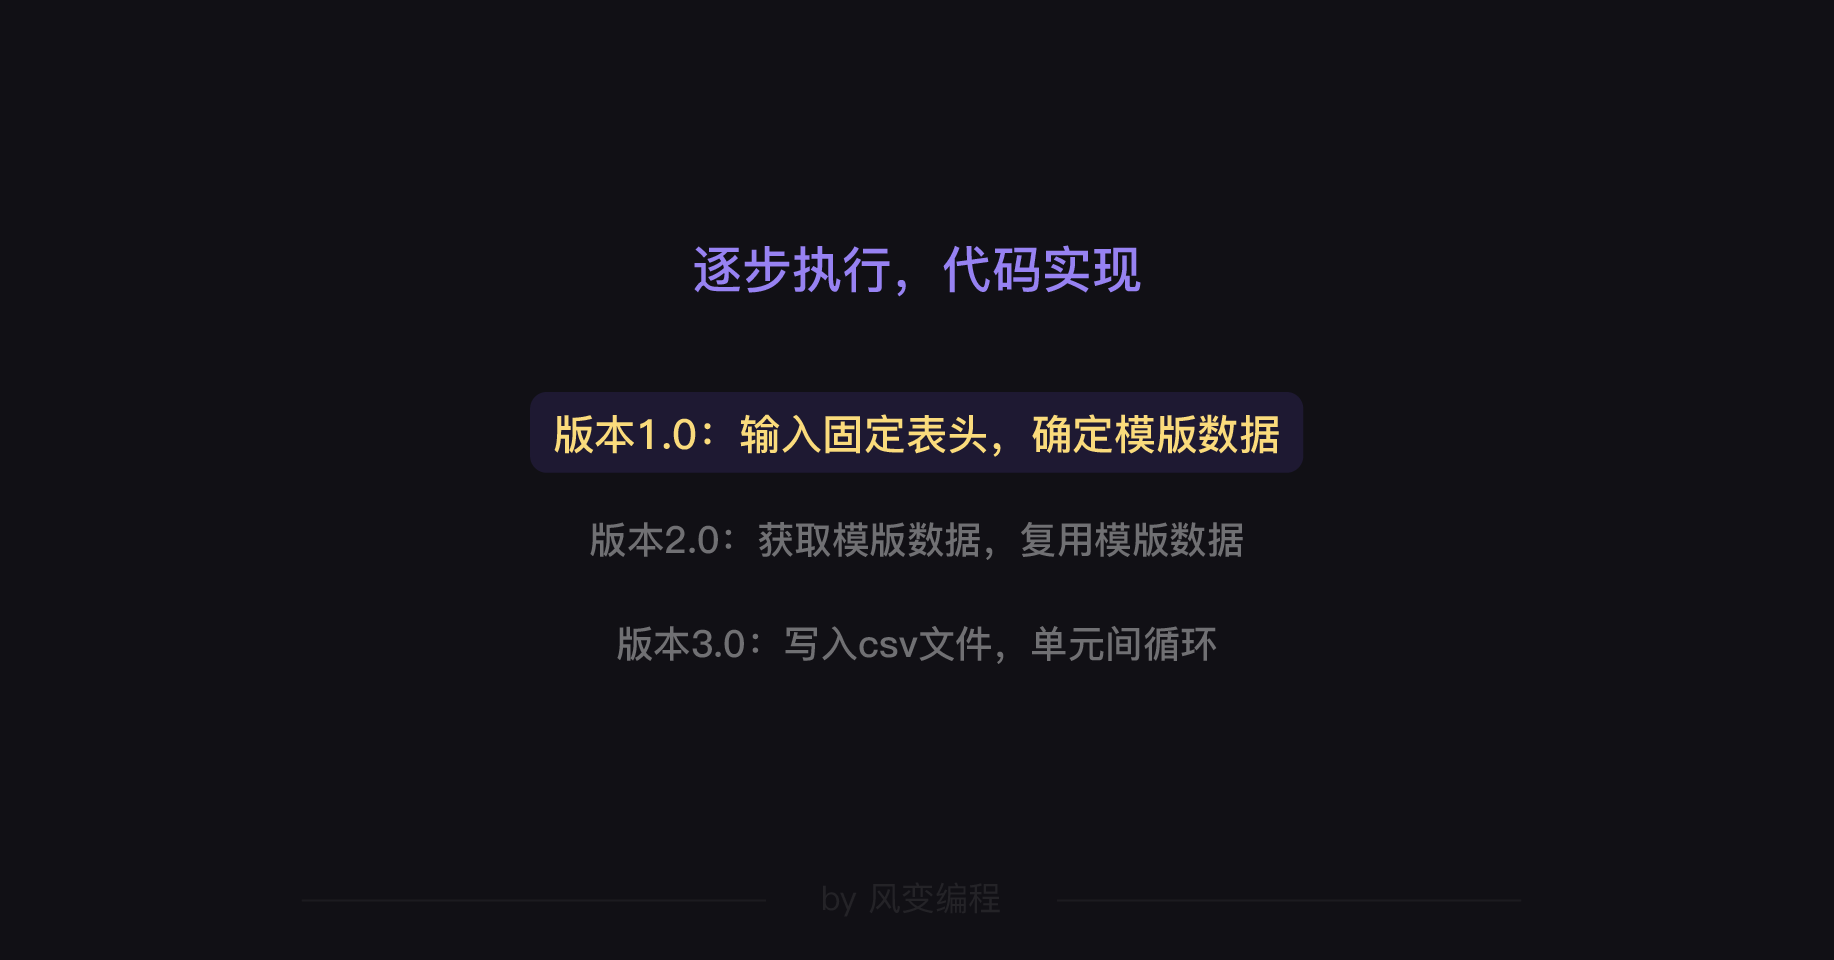 逐步执行，代码实现
版本1.0：输入固定表头，确定模版数据
版本2.0：获取模版数据，复用模版数据
版本3.0：写入csv文件，单元间循环
by 风变编程